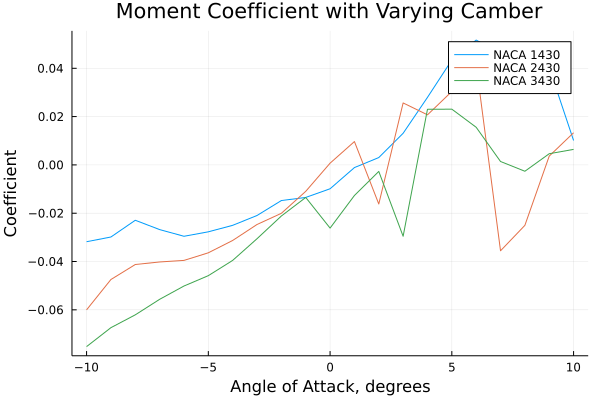 Moment Coefficient with Varying Camber
NACA 1430
NACA 2430
NACA 3430
0.04
0.02
0.00
−0.02
−0.04
−0.06
Coefficient
−10
−5
0
5
10
Angle of Attack, degrees